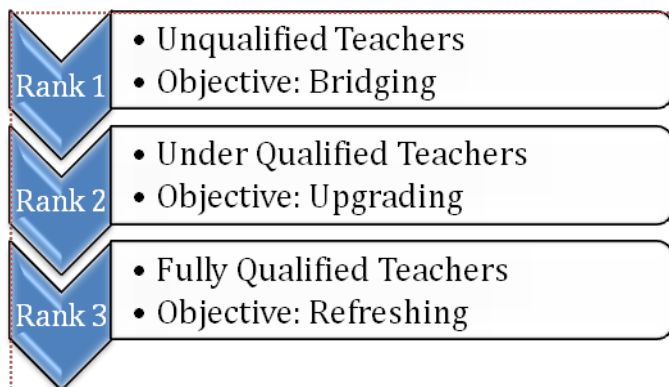 Rank 1
• Unqualified Teachers
• Objective: Bridging
Rank 2
• Under Qualified Teachers
• Objective: Upgrading
Rank 3
• Fully Qualified Teachers
• Objective: Refreshing